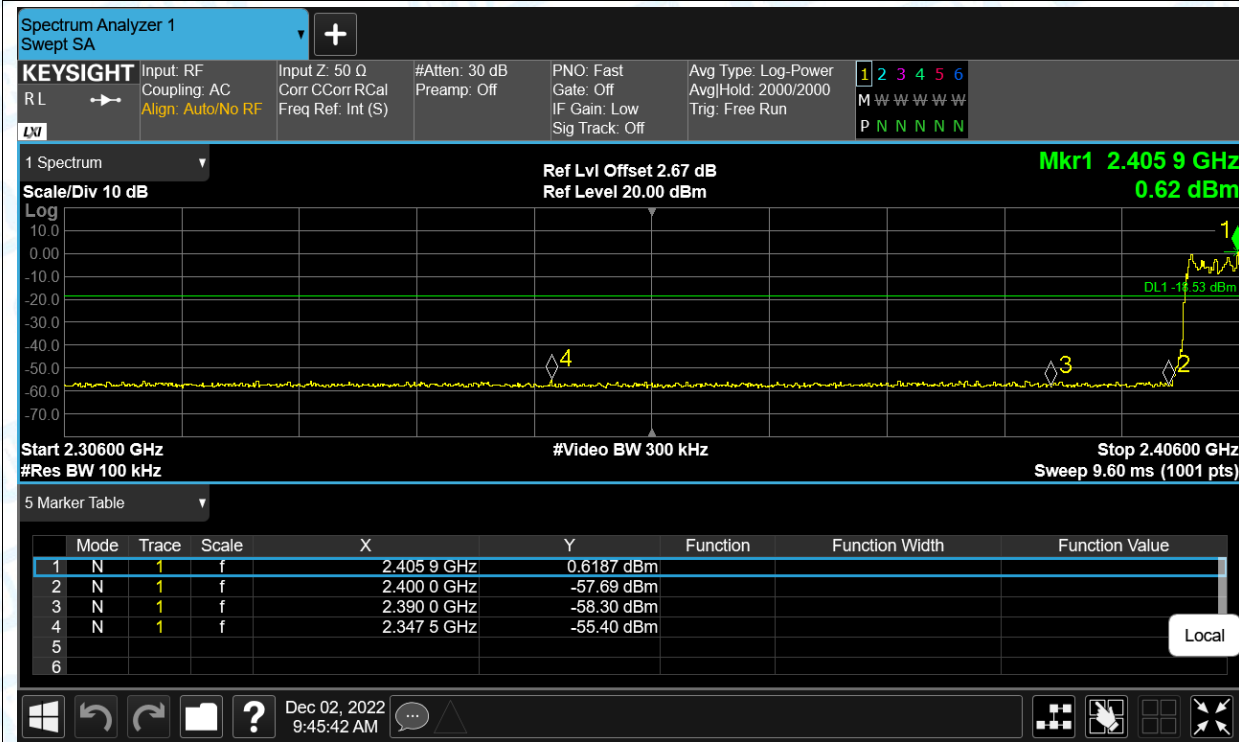 Spectrum Analyzer 1
Swept SA
+
KEYSIGHT
R L
LXI
Input: RF
Coupling: AC
Align: Auto/No RF
Input Z: 50 Ω
Corr CCorr RCal
Freq Ref: Int (S)
#Atten: 30 dB
Preamp: Off
PNO: Fast
Gate: Off
IF Gain: Low
Sig Track: Off
Avg Type: Log-Power
Avg|Hold: 2000/2000
Trig: Free Run
1 2 3 4 5 6
M W W W W W
P N N N N N
1 Spectrum
Scale/Div 10 dB
Ref Lvl Offset 2.67 dB
Ref Level 20.00 dBm
Mkr1 2.405 9 GHz
0.62 dBm
Log
10.0
0.00
-10.0
-20.0
-30.0
-40.0
-50.0
-60.0
-70.0
1
DL1 -18.53 dBm
4
3
2
Start 2.30600 GHz
#Video BW 300 kHz
Stop 2.40600 GHz
#Res BW 100 kHz
Sweep 9.60 ms (1001 pts)
5 Marker Table
Mode Trace Scale X Y Function Function Width Function Value
1 N 1 f 2.405 9 GHz 0.6187 dBm
2 N 1 f 2.400 0 GHz -57.69 dBm
3 N 1 f 2.390 0 GHz -58.30 dBm
4 N 1 f 2.347 5 GHz -55.40 dBm
5
6
Local
?
Dec 02, 2022
9:45:42 AM